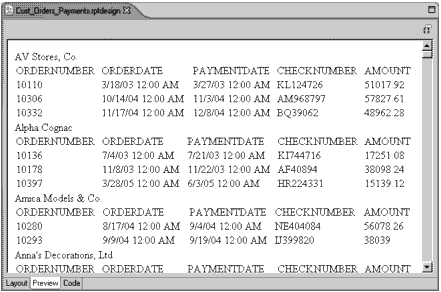 Cust_Orders_Payments.rptdesign
AV Stores, Co.
ORDERNUMBER ORDERDATE PAYMENTDATE CHECKNUMBER AMOUNT
10110 3/18/03 12:00 AM 3/27/03 12:00 AM KL124726 51017.92
10306 10/14/04 12:00 AM 11/3/04 12:00 AM AM968797 57827.61
10332 11/17/04 12:00 AM 12/8/04 12:00 AM BQ39062 48962.28
Alpha Cognac
ORDERNUMBER ORDERDATE PAYMENTDATE CHECKNUMBER AMOUNT
10136 7/4/03 12:00 AM 7/21/03 12:00 AM KI744716 17251.08
10178 11/8/03 12:00 AM 11/22/03 12:00 AM AF40894 38098.24
10397 3/28/05 12:00 AM 6/3/05 12:00 AM HR224331 15139.12
Amica Models & Co.
ORDERNUMBER ORDERDATE PAYMENTDATE CHECKNUMBER AMOUNT
10280 8/17/04 12:00 AM 9/4/04 12:00 AM NE404084 56078.26
10293 9/9/04 12:00 AM 9/19/04 12:00 AM IJ399820 38039
Anna's Decorations, Ltd
ORDERNUMBER ORDERDATE PAYMENTDATE CHECKNUMBER AMOUNT
Layout Preview Code